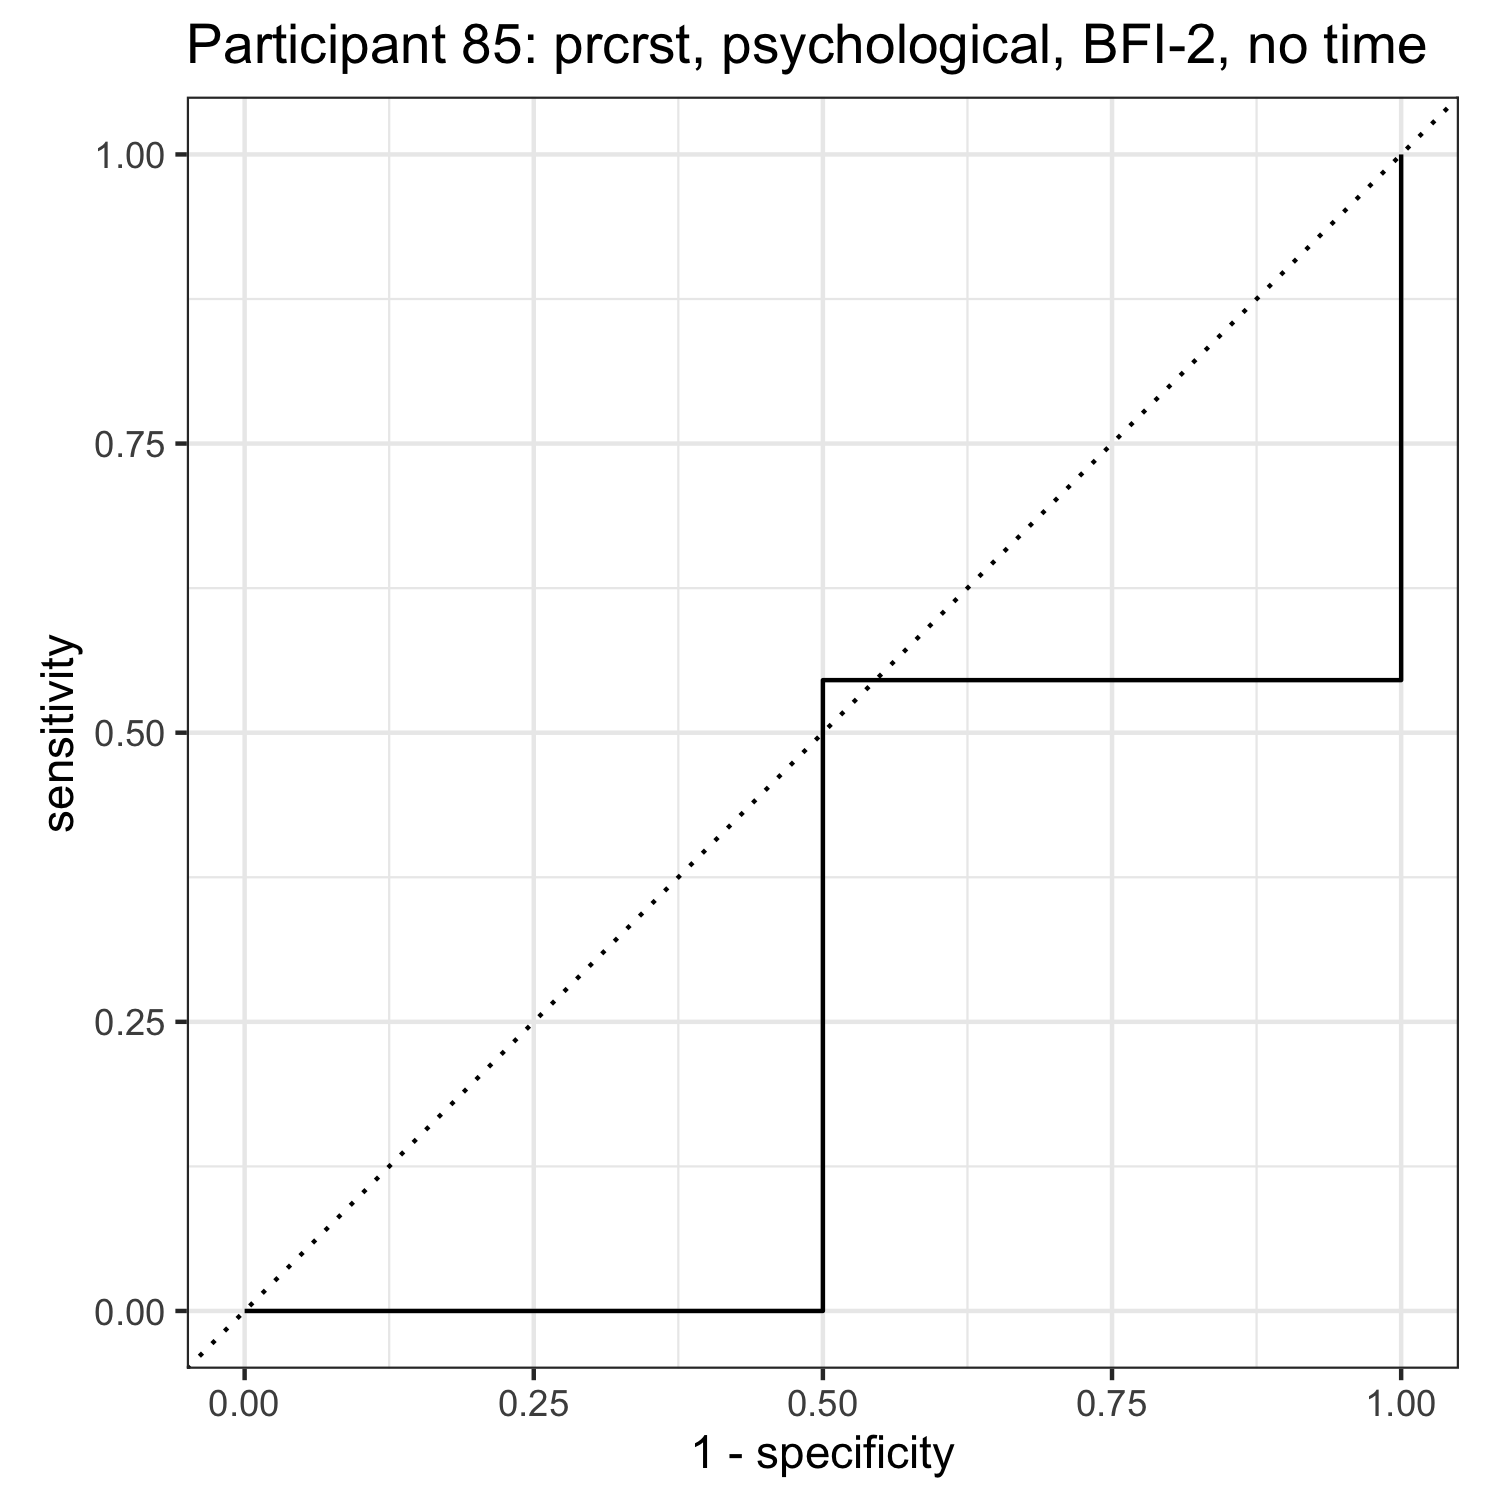 Participant 85: prcrst, psychological, BFI-2, no time
1.00
0.75
0.50
0.25
0.00
sensitivity
0.00 0.25 0.50 0.75 1.00
1 - specificity